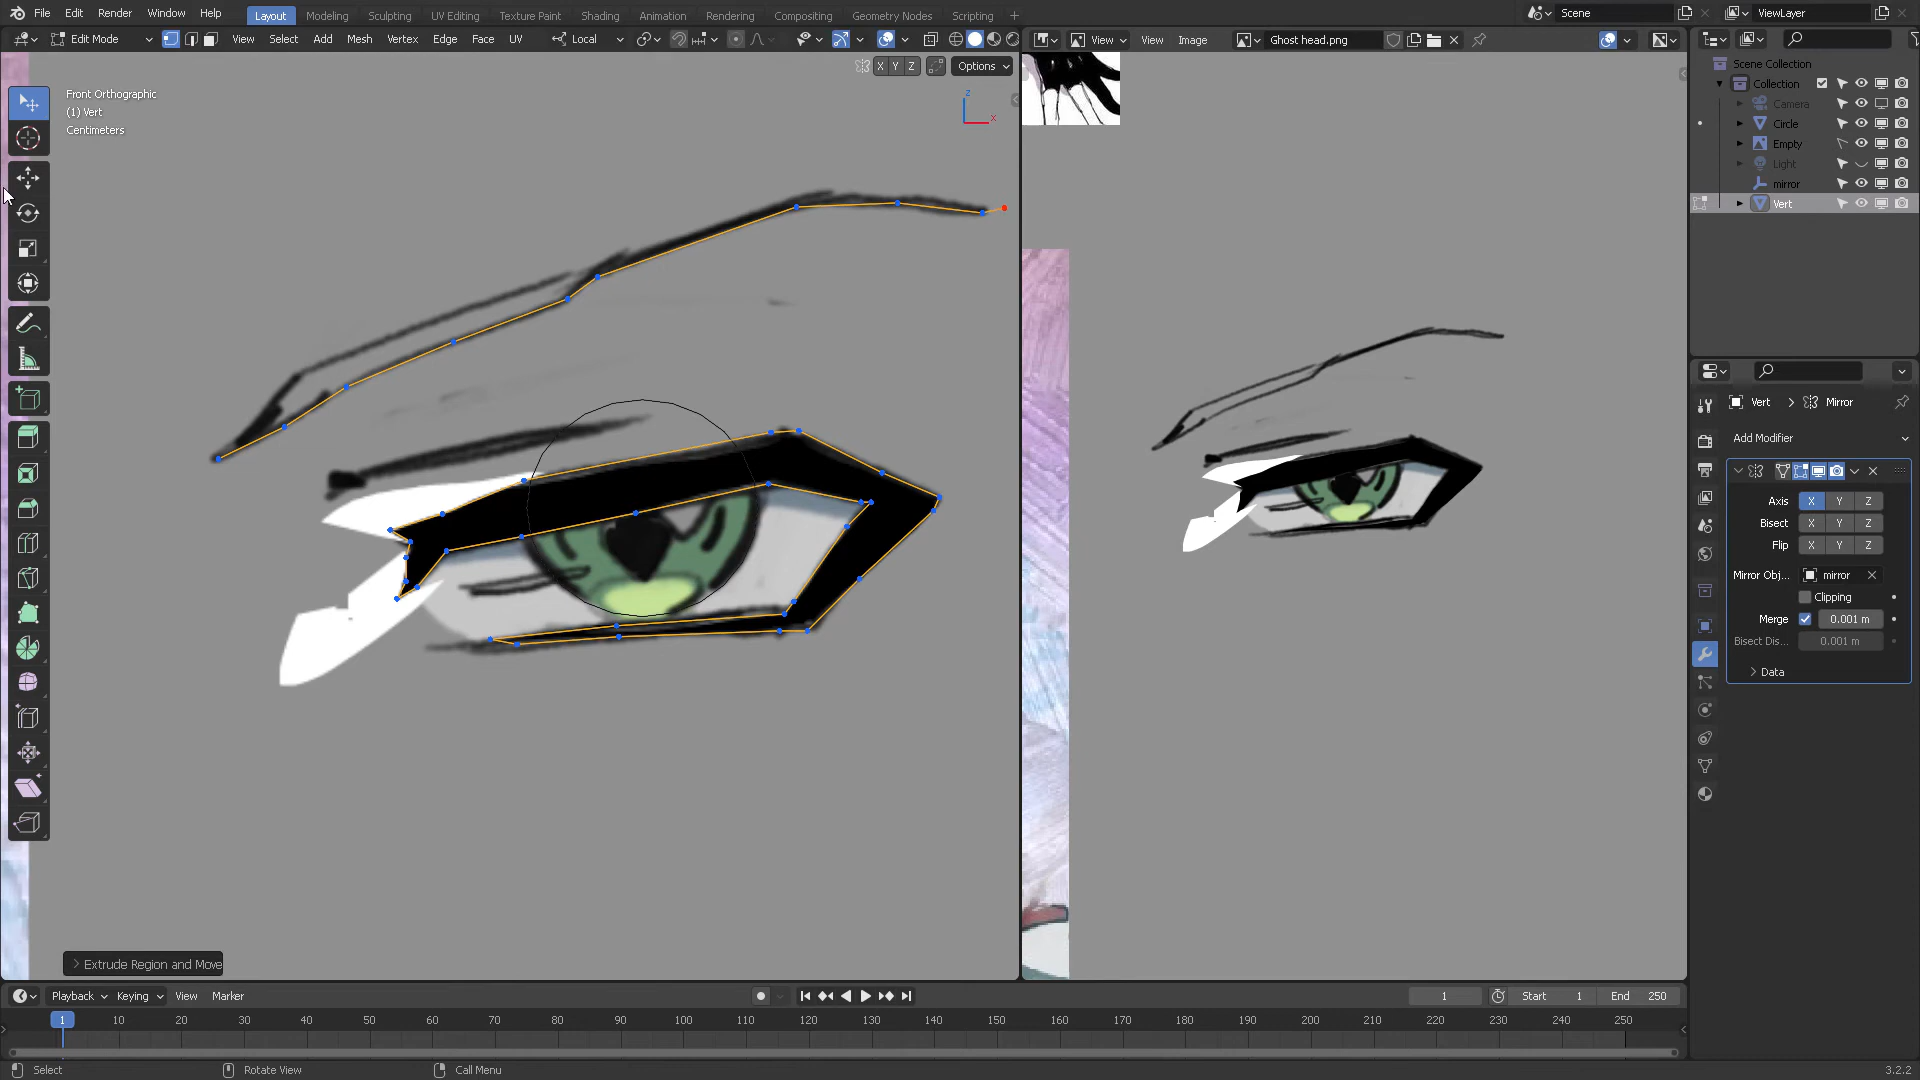 File Edit Render Window Help Layout Modeling Sculpting UV Editing Texture Paint Shading Animation Rendering Compositing Geometry Nodes Scripting + Scene ViewLayer
Edit Mode View Select Add Mesh Vertex Edge Face UV Local View View Image Ghost head.png
X Y Z Options
Front Orthographic
(1) Vert
Centimeters
z
x
Scene Collection
Collection
Camera
Circle
Empty
Light
mirror
Vert
Vert > Mirror
Add Modifier
Axis X Y Z
Bisect X Y Z
Flip X Y Z
Mirror Obj... mirror
Clipping
Merge 0.001 m
Bisect Dis... 0.001 m
Data
Extrude Region and Move
Playback Keying View Marker 1 Start 1 End 250
1 10 20 30 40 50 60 70 80 90 100 110 120 130 140 150 160 170 180 190 200 210 220 230 240 250
Select Rotate View Call Menu 3.2.2